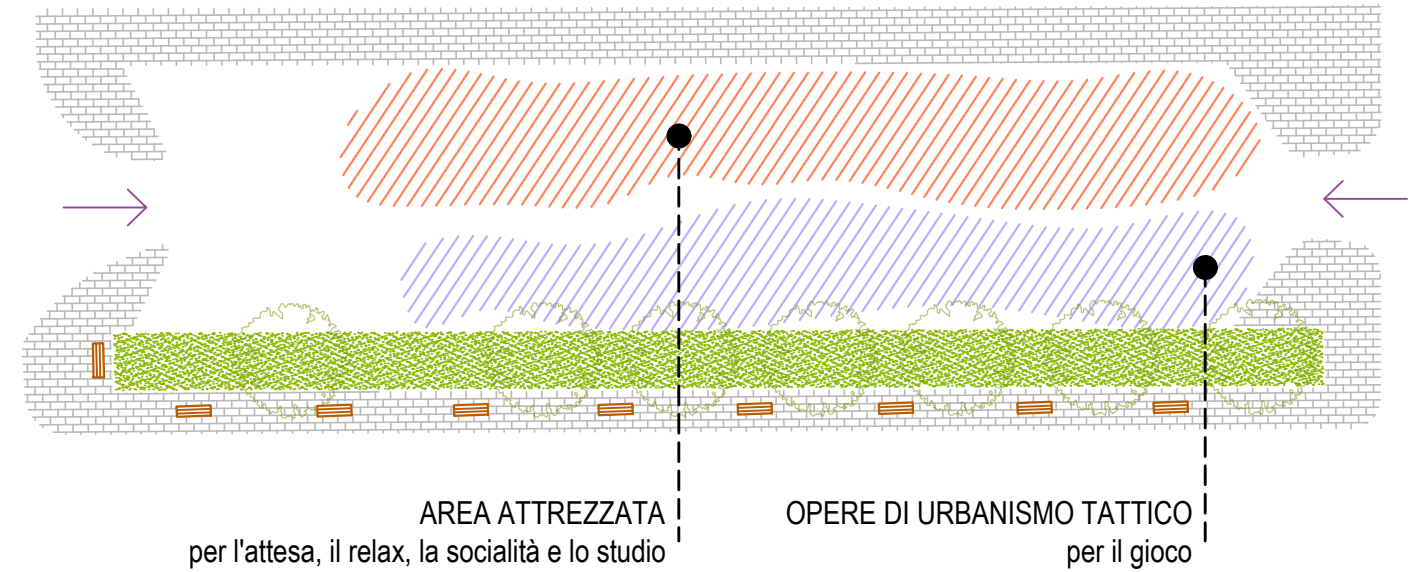 AREA ATTREZZATA
per l'attesa, il relax, la socialità e lo studio
OPERE DI URBANISMO TATTICO
per il gioco